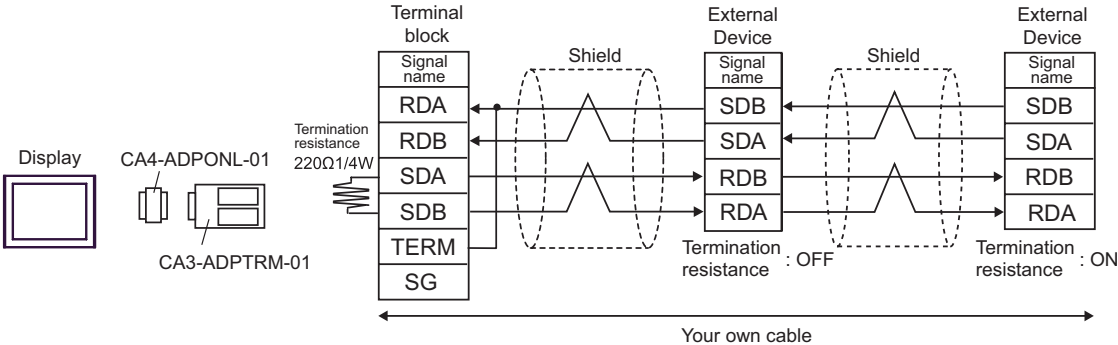 Display
CA4-ADPONL-01
CA3-ADPTRM-01
Termination
resistance
220Ω1/4W
Terminal
block
Signal
name
RDA
RDB
SDA
SDB
TERM
SG
Shield
External
Device
Signal
name
SDB
SDA
RDB
RDA
Termination
resistance : OFF
Shield
External
Device
Signal
name
SDB
SDA
RDB
RDA
Termination
resistance : ON
Your own cable